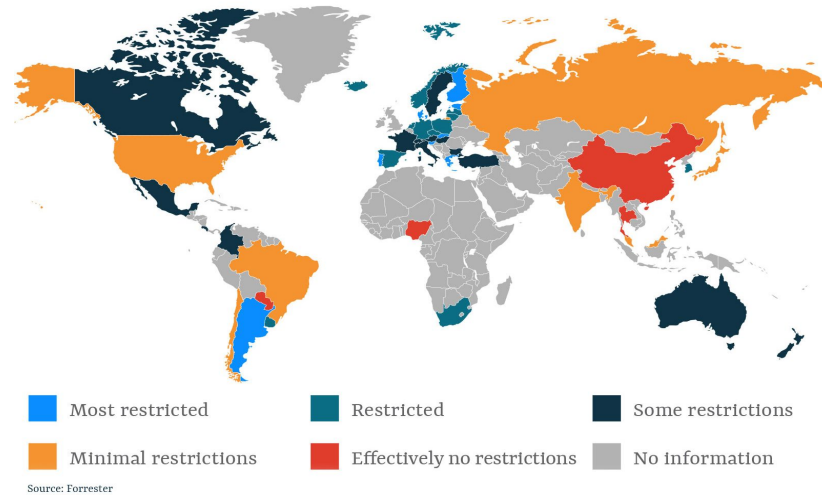 Most restricted
Restricted
Some restrictions
Minimal restrictions
Effectively no restrictions
No information
Source: Forrester